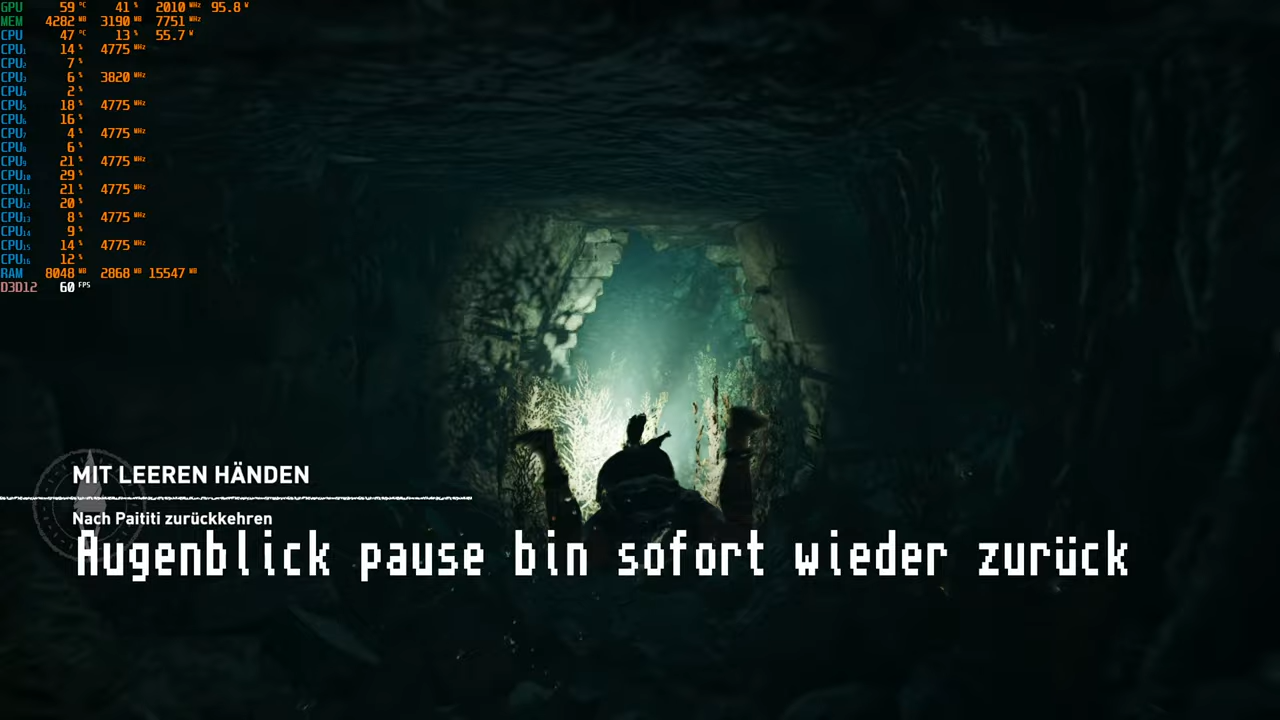 GPU 59 °C 41 % 2010 MHz 95.8 W
MEM 4282 MB 3190 MB 7751 MHz
CPU 47 °C 13 % 55.7 W
CPU1 14 % 4775 MHz
CPU2 7 %
CPU3 6 % 3820 MHz
CPU4 2 %
CPU5 18 % 4775 MHz
CPU6 16 %
CPU7 4 % 4775 MHz
CPU8 6 %
CPU9 21 % 4775 MHz
CPU10 29 %
CPU11 21 % 4775 MHz
CPU12 20 %
CPU13 8 % 4775 MHz
CPU14 9 %
CPU15 14 % 4775 MHz
CPU16 12 %
RAM 8048 MB 2868 MB 15547 MB
D3D12 60 FPS
MIT LEEREN HÄNDEN
Nach Paititi zurückkehren
Augenblick pause bin sofort wieder zurück